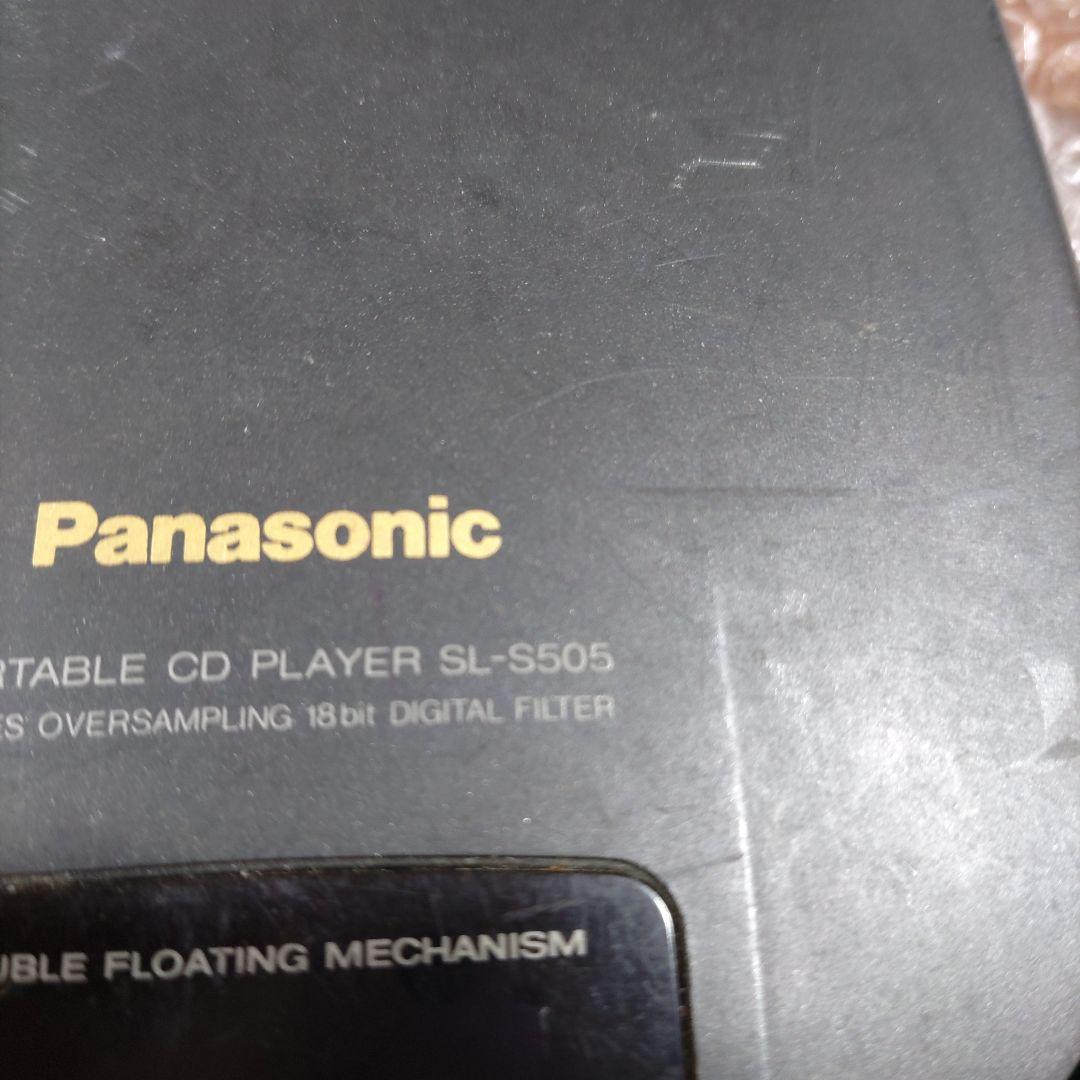 Panasonic
RTABLE CD PLAYER SL-S505
ES OVERSAMPLING 18bit DIGITAL FILTER
UBLE FLOATING MECHANISM